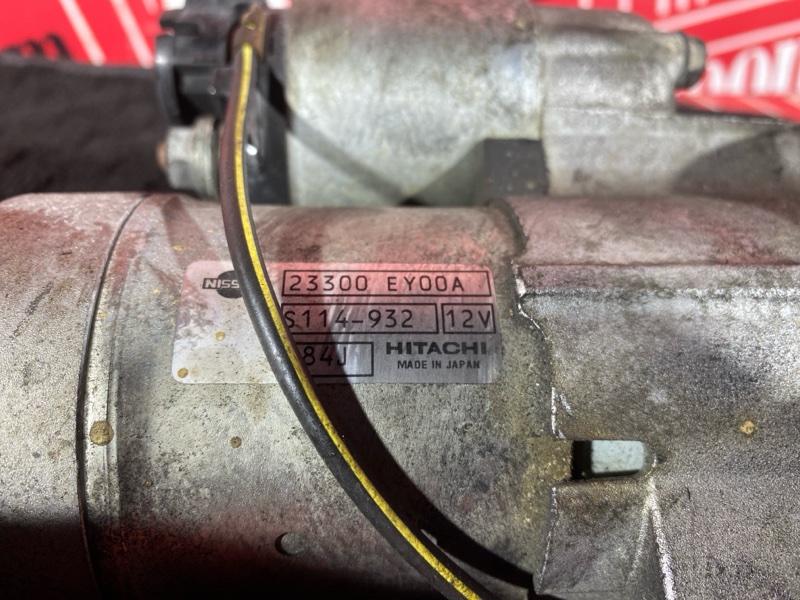 NISS
23300 EY00A
S114-932 12V
84J HITACHI
MADE IN JAPAN